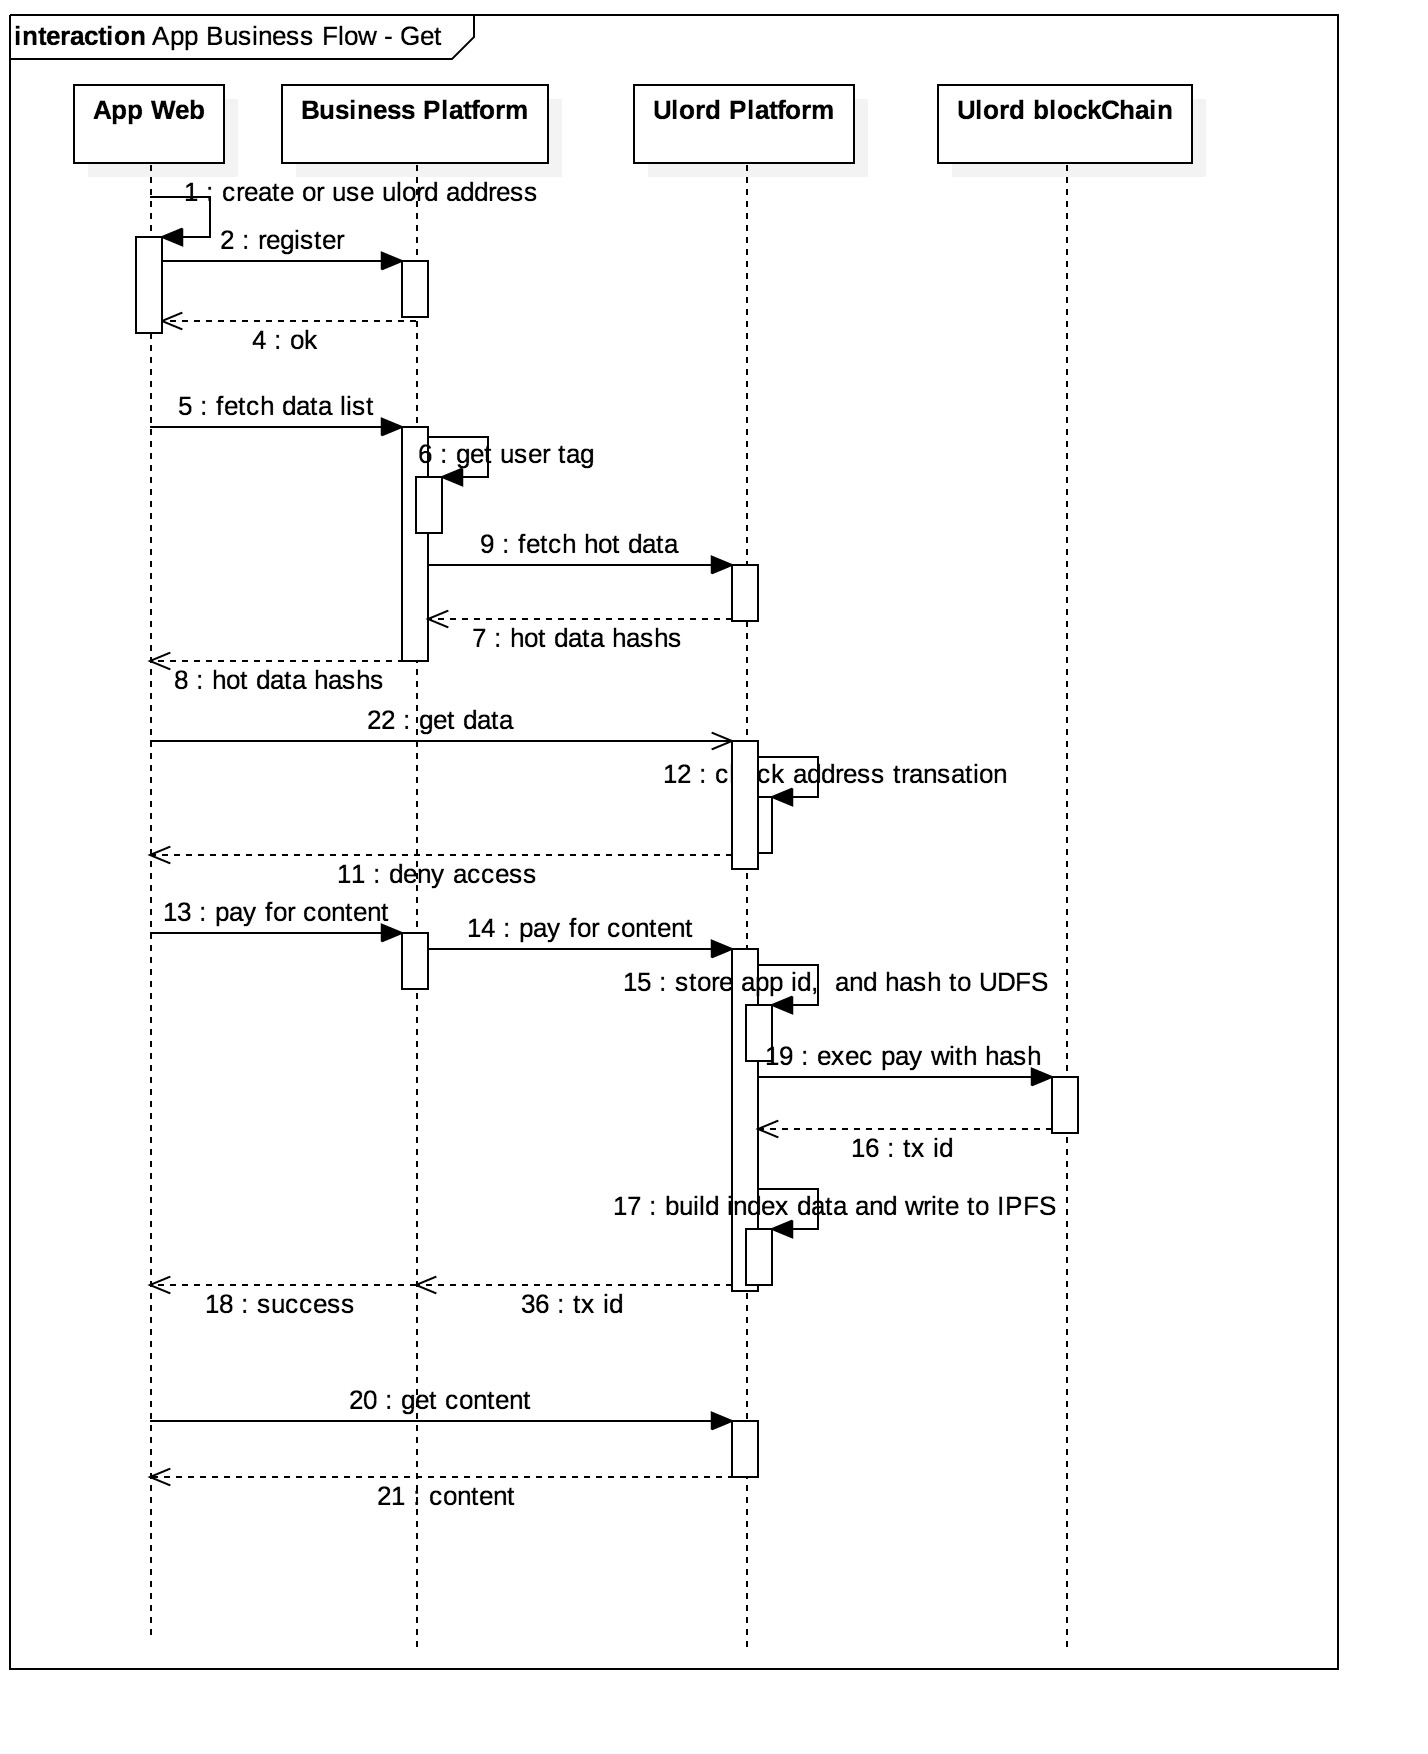 interaction App Business Flow - Get
App Web
Business Platform
Ulord Platform
Ulord blockChain
1 : create or use ulord address
2 : register
4 : ok
5 : fetch data list
6 : get user tag
9 : fetch hot data
7 : hot data hashs
8 : hot data hashs
22 : get data
12 : check address transation
11 : deny access
13 : pay for content
14 : pay for content
15 : store app id,  and hash to UDFS
19 : exec pay with hash
16 : tx id
17 : build index data and write to IPFS
18 : success
36 : tx id
20 : get content
21 : content